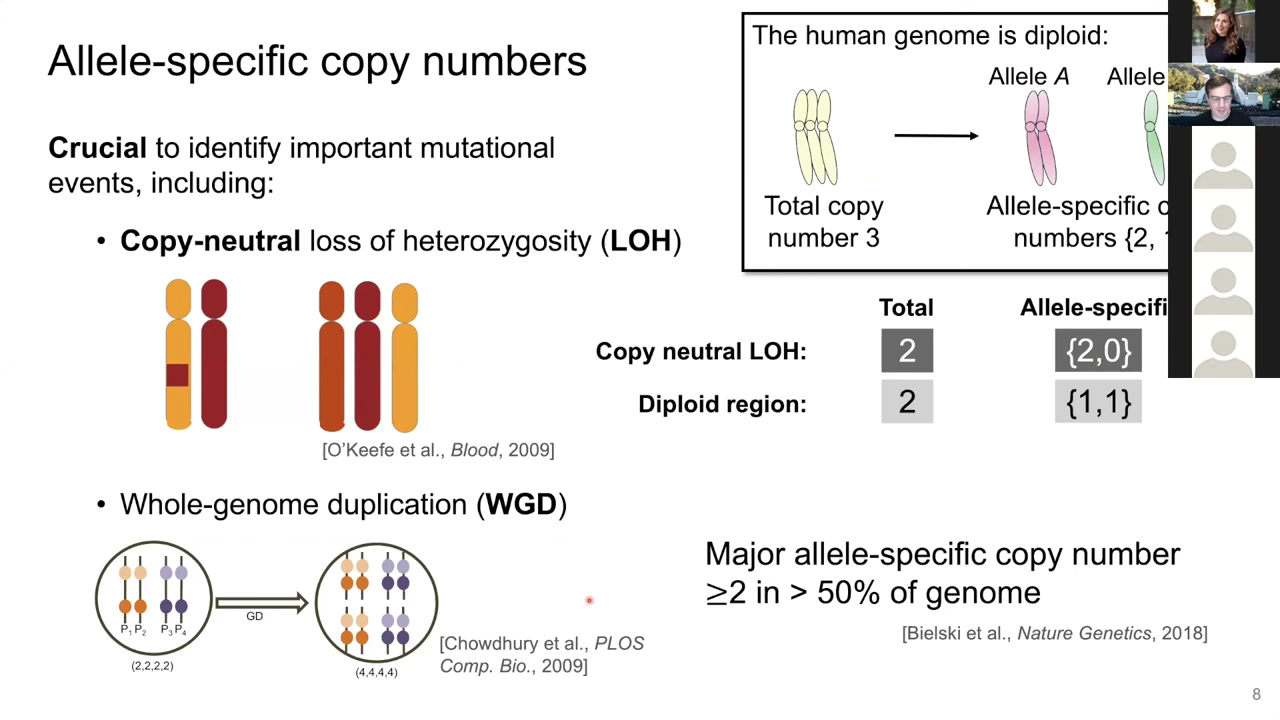 Allele-specific copy numbers
Crucial to identify important mutational
events, including:
• Copy-neutral loss of heterozygosity (LOH)
[O'Keefe et al., Blood, 2009]
• Whole-genome duplication (WGD)
P1 P2 P3 P4
(2,2,2,2)
GD
(4,4,4,4)
[Chowdhury et al., PLOS
Comp. Bio., 2009]
The human genome is diploid:
Allele A Allele
Total copy
number 3
Allele-specific
numbers {2,
Total Allele-specifi
Copy neutral LOH: 2 {2,0}
Diploid region: 2 {1,1}
Major allele-specific copy number
≥2 in > 50% of genome
[Bielski et al., Nature Genetics, 2018]
8